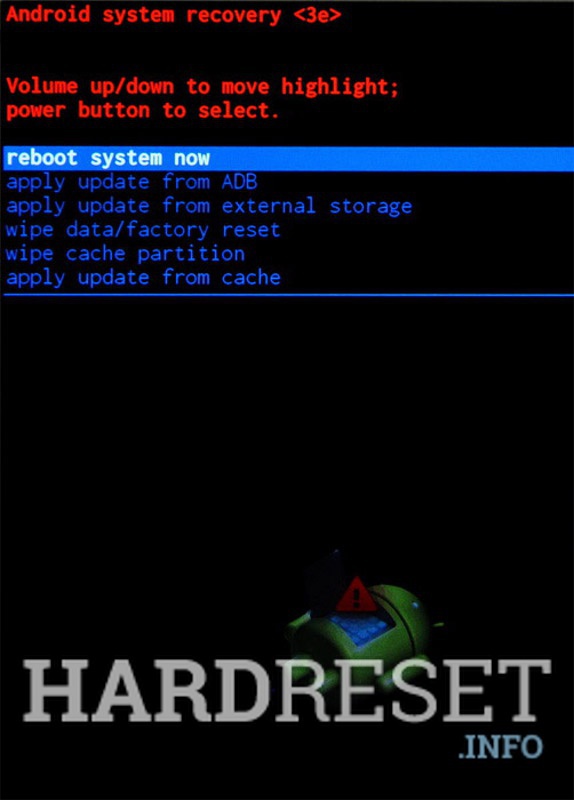 Android system recovery <3e>
Volume up/down to move highlight;
power button to select.
reboot system now
apply update from ADB
apply update from external storage
wipe data/factory reset
wipe cache partition
apply update from cache
HARDRESET
.INFO